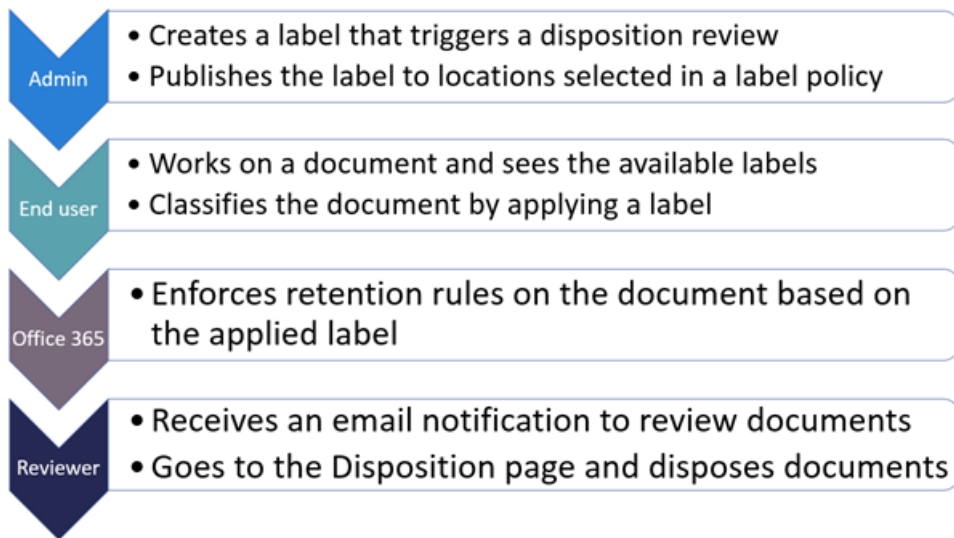 Admin
• Creates a label that triggers a disposition review
• Publishes the label to locations selected in a label policy
End user
• Works on a document and sees the available labels
• Classifies the document by applying a label
Office 365
• Enforces retention rules on the document based on
the applied label
Reviewer
• Receives an email notification to review documents
• Goes to the Disposition page and disposes documents